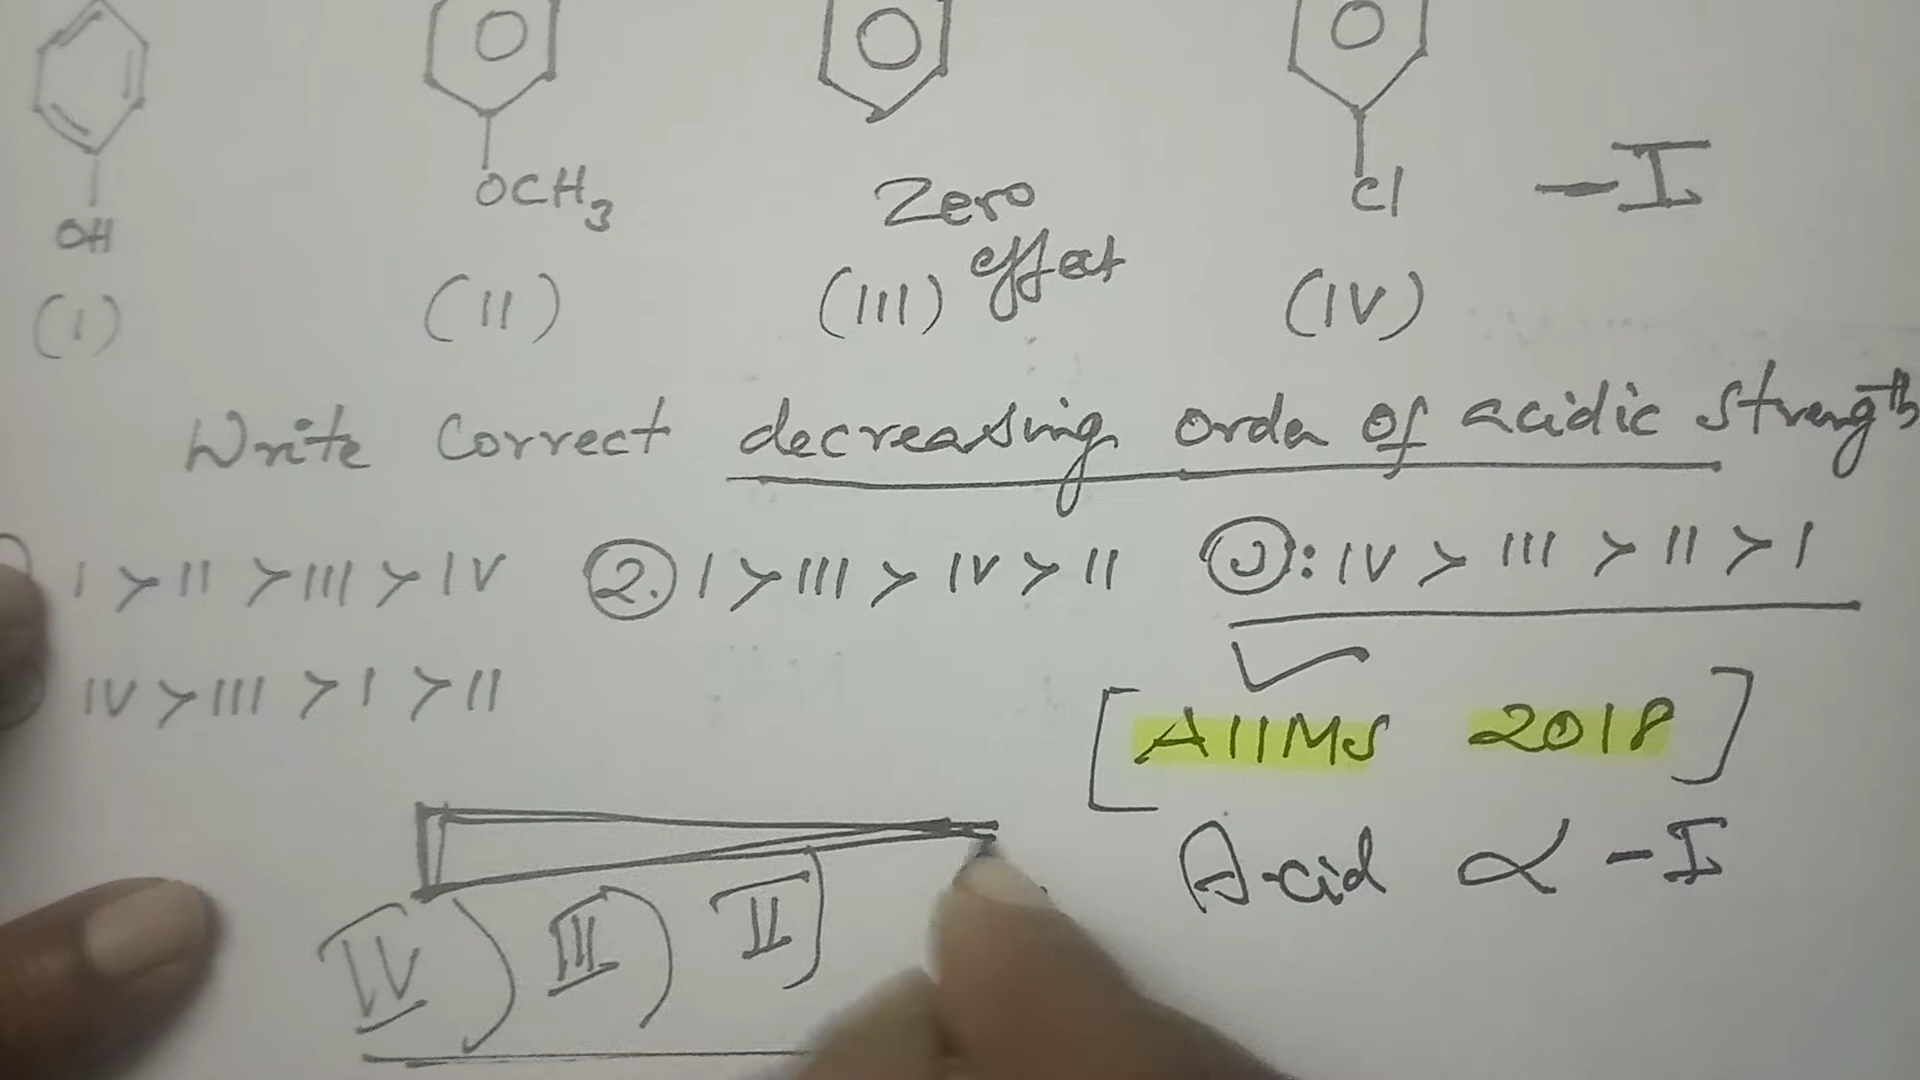 OH OCH3 Zero effect Cl -I
(I) (II) (III) (IV)
Write Correct decreasing order of acidic strength
I > II > III > IV 2. I > III > IV > II 3: IV > III > II > I
IV > III > I > II
[AIIMS 2018]
Acid ∝ -I
IV > III > II